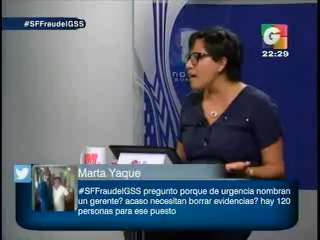 #SFFraudeIGSS
G
22:29
Marta Yaque
#SFFraudeIGSS pregunto porque de urgencia nombran
un gerente? acaso necesitan borrar evidencias? hay 120
personas para ese puesto